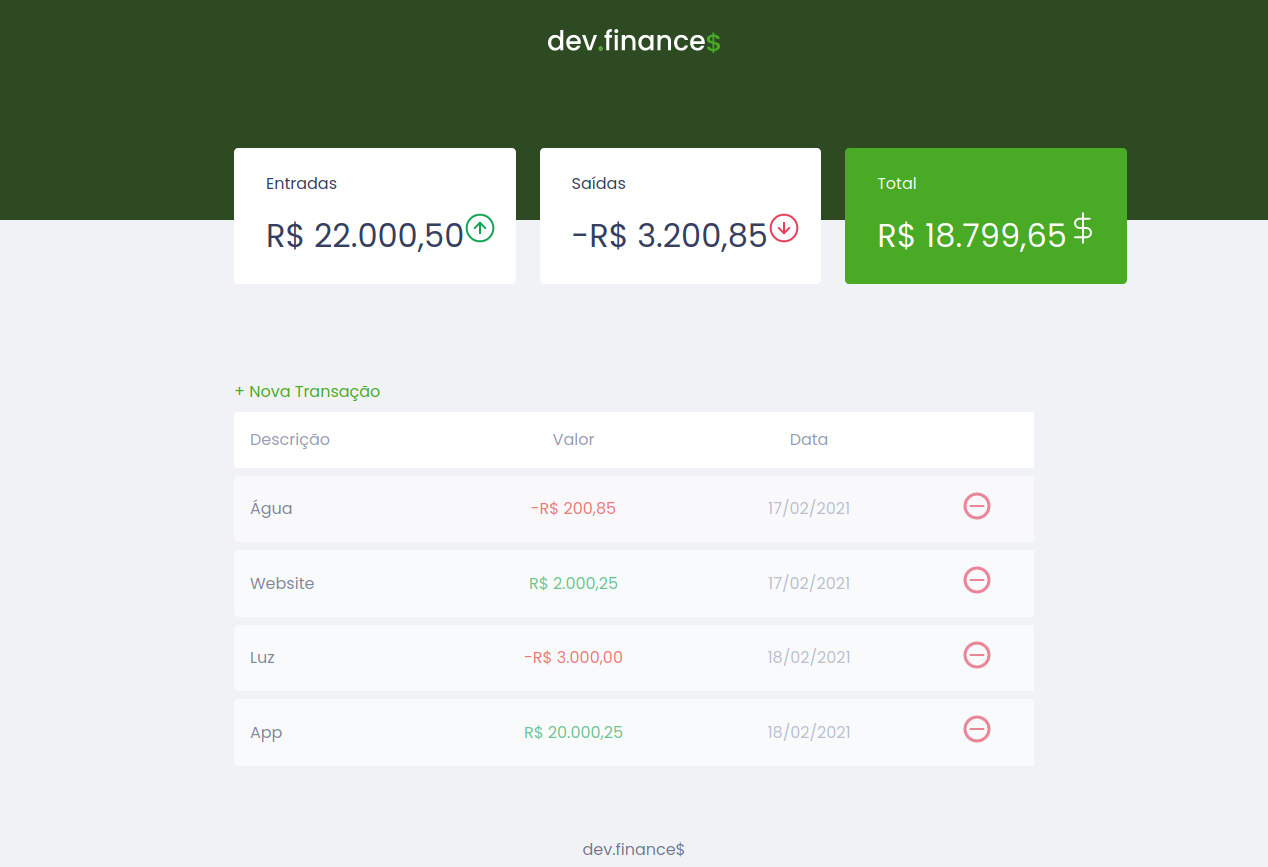 dev.finance$
Entradas
R$ 22.000,50
Saídas
-R$ 3.200,85
Total
R$ 18.799,65 $
+ Nova Transação
Descrição Valor Data
Água -R$ 200,85 17/02/2021
Website R$ 2.000,25 17/02/2021
Luz -R$ 3.000,00 18/02/2021
App R$ 20.000,25 18/02/2021
dev.finance$